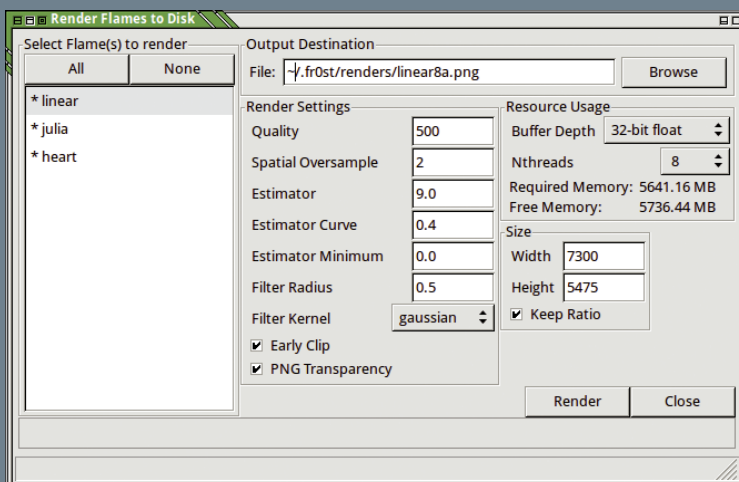 Render Flames to Disk
Select Flame(s) to render
All None
* linear
* julia
* heart
Output Destination
File: ~/.fr0st/renders/linear8a.png Browse
Render Settings
Quality 500
Spatial Oversample 2
Estimator 9.0
Estimator Curve 0.4
Estimator Minimum 0.0
Filter Radius 0.5
Filter Kernel gaussian
Early Clip
PNG Transparency
Resource Usage
Buffer Depth 32-bit float
Nthreads 8
Required Memory: 5641.16 MB
Free Memory: 5736.44 MB
Size
Width 7300
Height 5475
Keep Ratio
Render Close